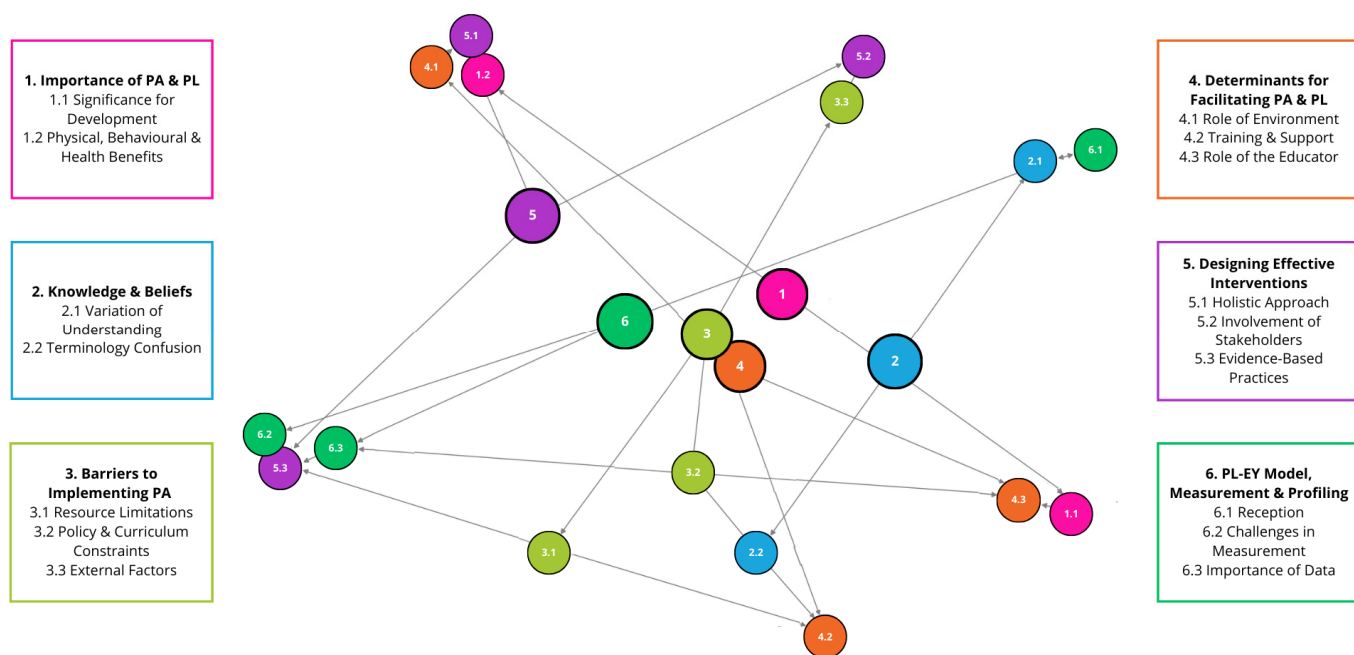 1. Importance of PA & PL
1.1 Significance for
Development
1.2 Physical, Behavioural &
Health Benefits
2. Knowledge & Beliefs
2.1 Variation of
Understanding
2.2 Terminology Confusion
3. Barriers to
Implementing PA
3.1 Resource Limitations
3.2 Policy & Curriculum
Constraints
3.3 External Factors
5.1
4.1
1.2
5.2
3.3
6.1
2.1
5
1
6
3
4
2
6.2
6.3
5.3
3.2
4.3
1.1
3.1
2.2
4.2
4. Determinants for
Facilitating PA & PL
4.1 Role of Environment
4.2 Training & Support
4.3 Role of the Educator
5. Designing Effective
Interventions
5.1 Holistic Approach
5.2 Involvement of
Stakeholders
5.3 Evidence-Based
Practices
6. PL-EY Model,
Measurement & Profiling
6.1 Reception
6.2 Challenges in
Measurement
6.3 Importance of Data